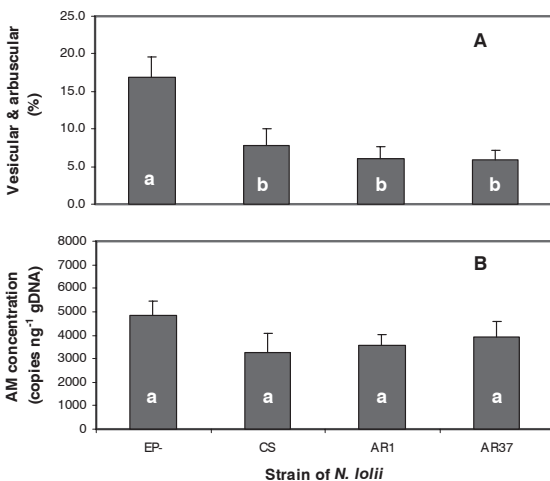 Vesicular & arbuscular
(%)
25.0
20.0
15.0
10.0
5.0
0.0
A
a
b
b
b
AM concentration
(copies ng⁻¹ gDNA)
8000
7000
6000
5000
4000
3000
2000
1000
0
B
a
a
a
a
EP-
CS
AR1
AR37
Strain of N. lolii